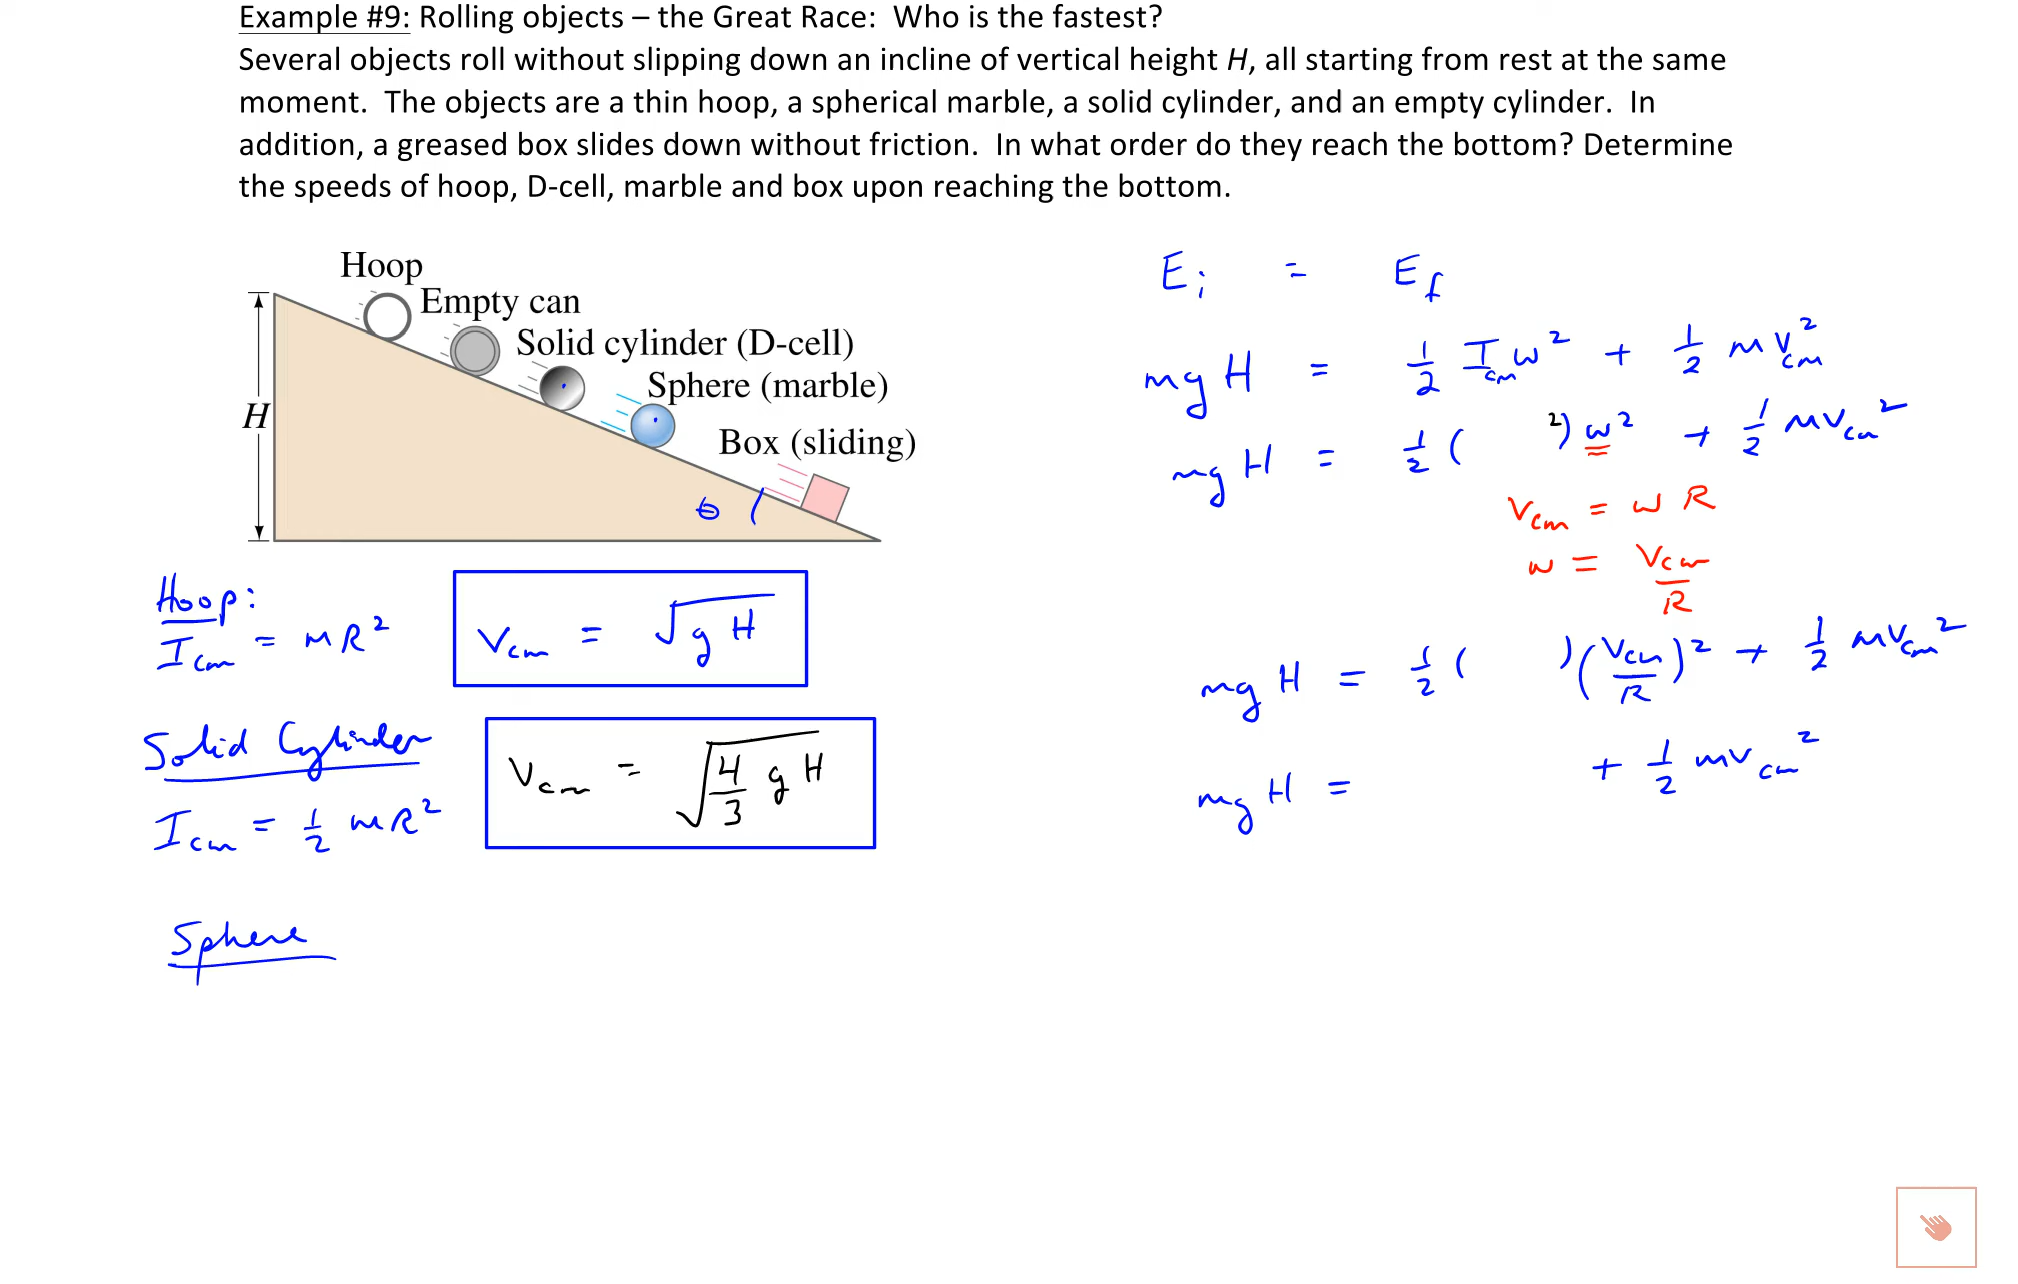 Example #9: Rolling objects – the Great Race:  Who is the fastest?
Several objects roll without slipping down an incline of vertical height H, all starting from rest at the same
moment.  The objects are a thin hoop, a spherical marble, a solid cylinder, and an empty cylinder.  In
addition, a greased box slides down without friction.  In what order do they reach the bottom? Determine
the speeds of hoop, D-cell, marble and box upon reaching the bottom.
Hoop
Empty can
Solid cylinder (D-cell)
Sphere (marble)
Box (sliding)
H
θ
E_i = E_f
mgH = 1/2 I_cm ω² + 1/2 m v_cm²
mgH = 1/2 (     ²) ω² + 1/2 m v_cm²
v_cm = ω R
ω = v_cm / R
mgH = 1/2 (     ) (v_cm / R)² + 1/2 m v_cm²
mgH =      + 1/2 m v_cm²
Hoop:
I_cm = mR²
v_cm = √(gH)
Solid Cylinder
I_cm = 1/2 mR²
v_cm = √(4/3 gH)
Sphere